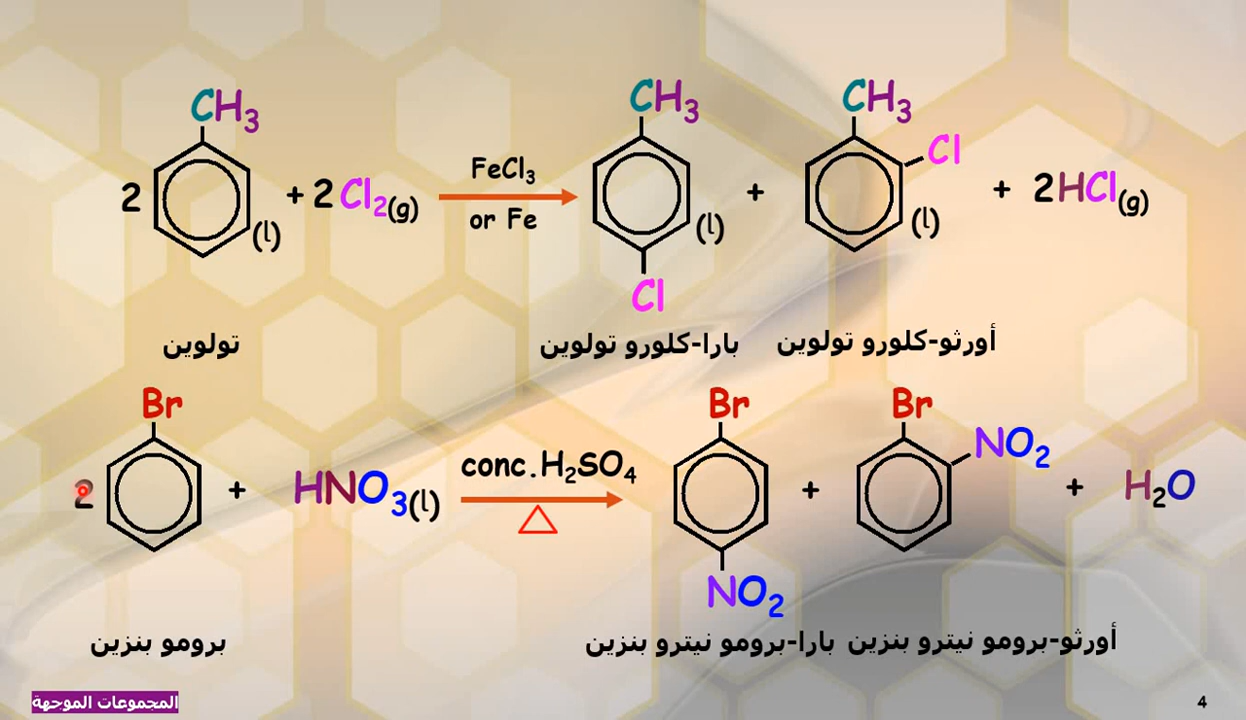 CH3 CH3 CH3
2 (l) + 2 Cl2(g) FeCl3 or Fe (l) + Cl (l) + 2HCl(g)
Cl
تولوين بارا-كلورو تولوين أورثو-كلورو تولوين
Br Br Br
2 + HNO3(l) conc.H2SO4 △ + NO2 + H2O
NO2
برومو بنزين بارا-برومو نيترو بنزين أورثو-برومو نيترو بنزين
المجموعات الموجهة 4